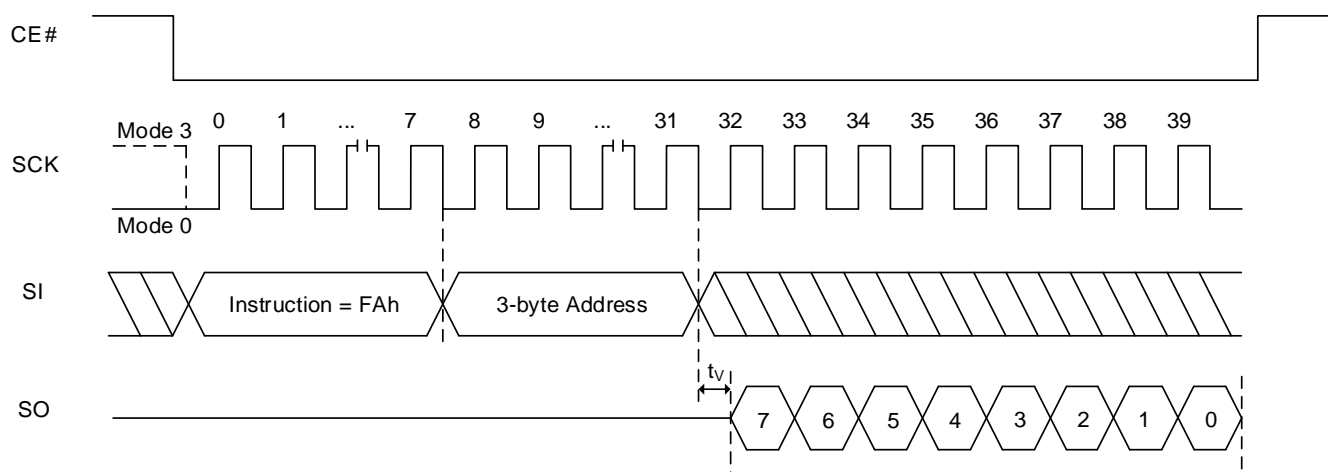 CE#
0 1 ... 7 8 9 ... 31 32 33 34 35 36 37 38 39
Mode 3
SCK
Mode 0
SI
Instruction = FAh
3-byte Address
tV
SO
7 6 5 4 3 2 1 0